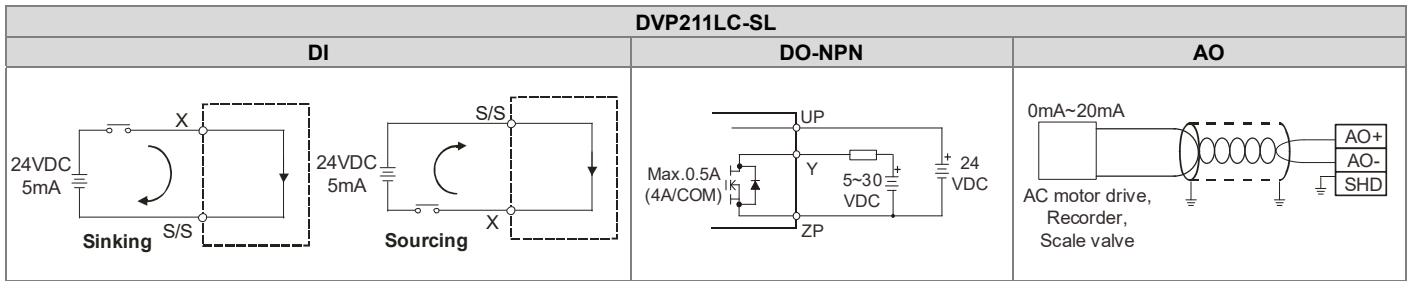 DVP211LC-SL
DI
DO-NPN
AO
X
24VDC
5mA
S/S
Sinking
S/S
24VDC
5mA
X
Sourcing
UP
Y
Max.0.5A
(4A/COM)
5~30
VDC
+
24
VDC
+
ZP
0mA~20mA
AC motor drive,
Recorder,
Scale valve
AO+
AO-
SHD